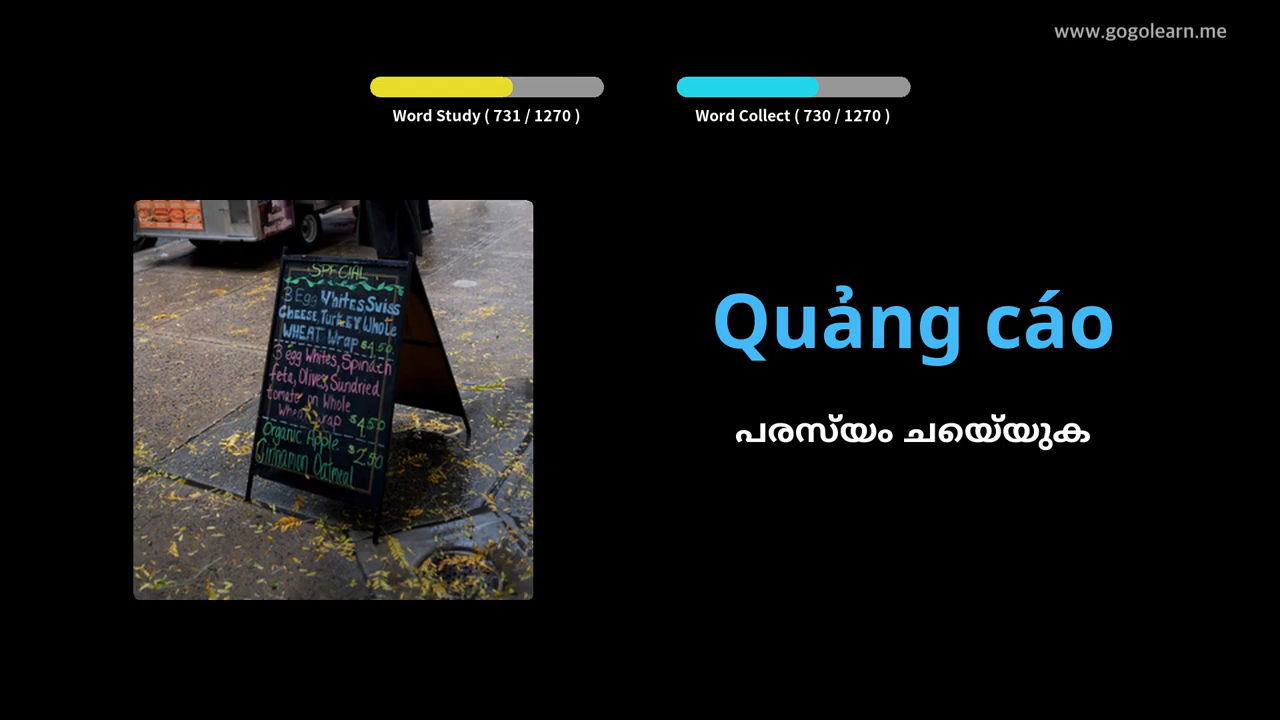 www.gogolearn.me
Word Study ( 731 / 1270 )
Word Collect ( 730 / 1270 )
SPECIAL
3 Egg Whites, Swiss
Cheese, Turkey Whole
WHEAT Wrap $4.50
3 egg Whites, Spinach
feta, Olives, Sundried
tomato on Whole
Wheat Wrap $4.50
Organic Apple
Cinnamon Oatmeal $2.50
Quảng cáo
പരസ്യം ചെയ്യുക